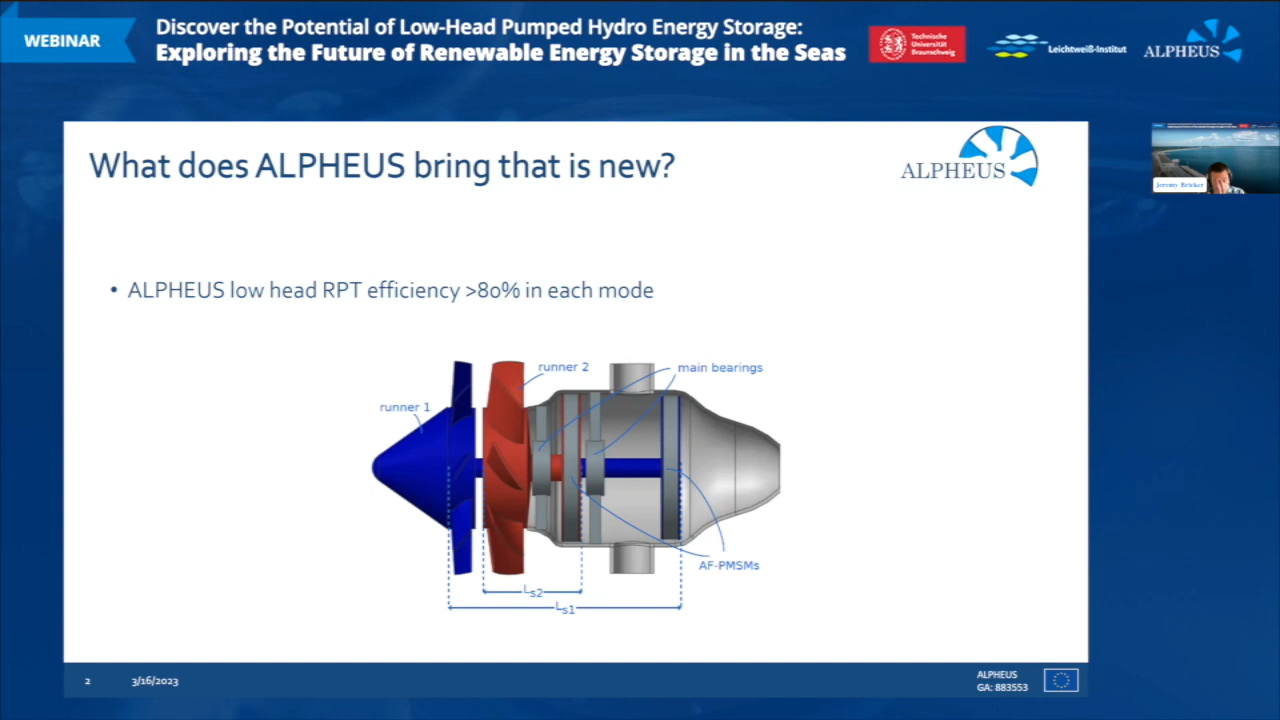 WEBINAR
Discover the Potential of Low-Head Pumped Hydro Energy Storage:
Exploring the Future of Renewable Energy Storage in the Seas
Technische
Universität
Braunschweig
Leichtweiß-Institut
ALPHEUS
What does ALPHEUS bring that is new?
ALPHEUS
Jeremy Bricker
• ALPHEUS low head RPT efficiency >80% in each mode
runner 2
main bearings
runner 1
AF-PMSMs
Ls2
Ls1
2
3/16/2023
ALPHEUS
GA: 883553